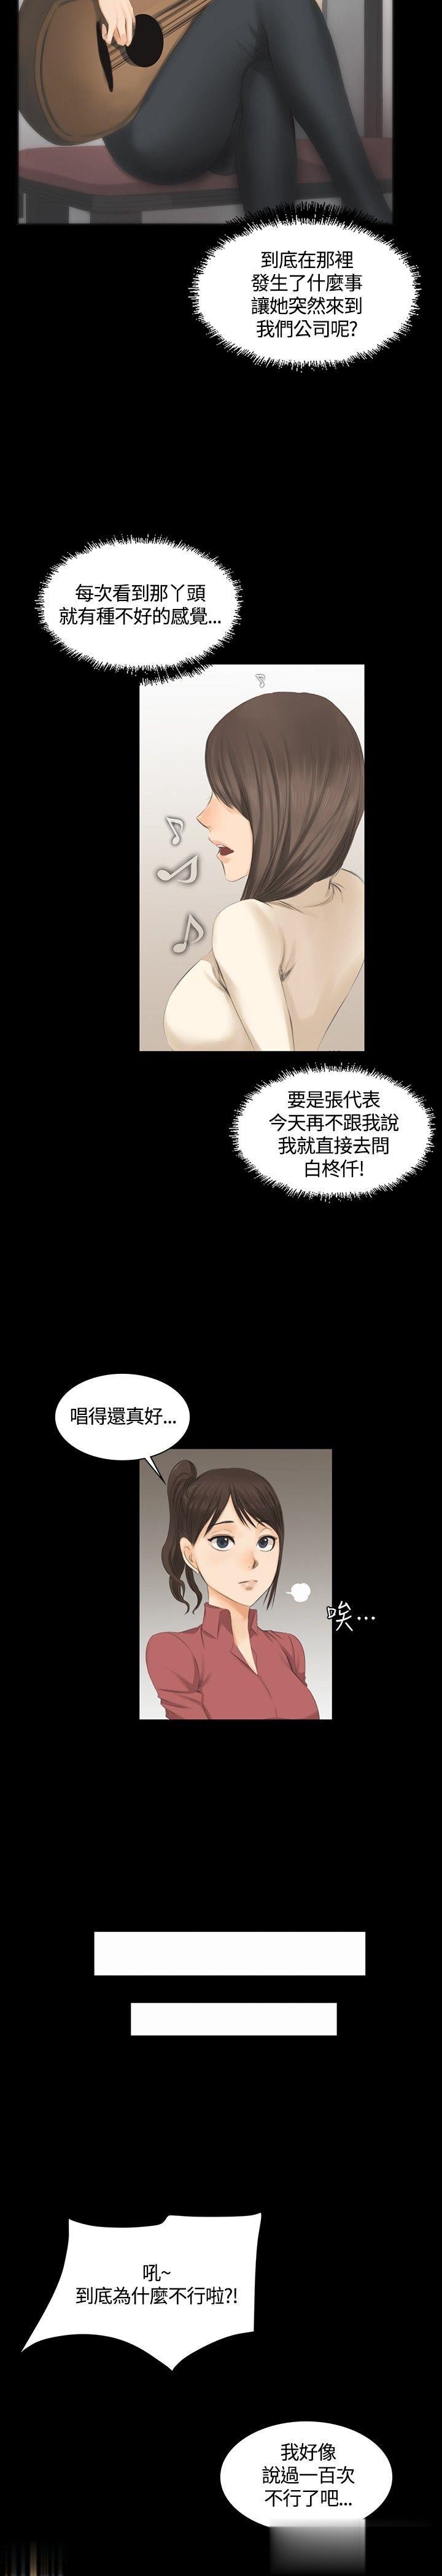 到底在那裡
發生了什麼事
讓她突然來到
我們公司呢?
每次看到那丫頭
就有種不好的感覺...
要是張代表
今天再不跟我說
我就直接去問
白柊仟!
唱得還真好...
唉...
吼~
到底為什麼不行啦?!
我好像
說過一百次
不行了吧...